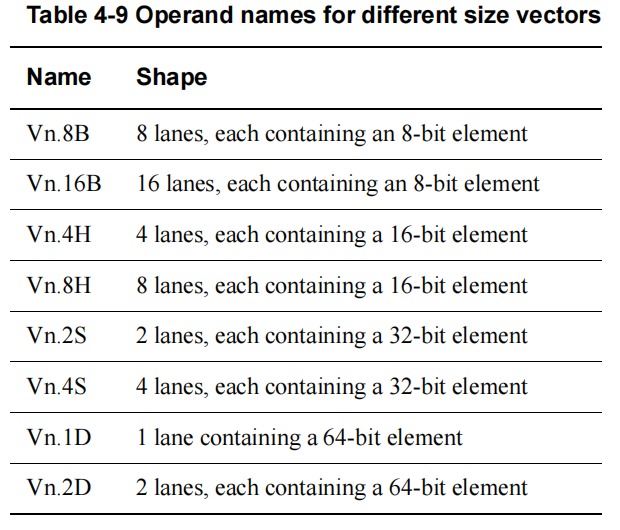 Table 4-9 Operand names for different size vectors
Name Shape
Vn.8B 8 lanes, each containing an 8-bit element
Vn.16B 16 lanes, each containing an 8-bit element
Vn.4H 4 lanes, each containing a 16-bit element
Vn.8H 8 lanes, each containing a 16-bit element
Vn.2S 2 lanes, each containing a 32-bit element
Vn.4S 4 lanes, each containing a 32-bit element
Vn.1D 1 lane containing a 64-bit element
Vn.2D 2 lanes, each containing a 64-bit element